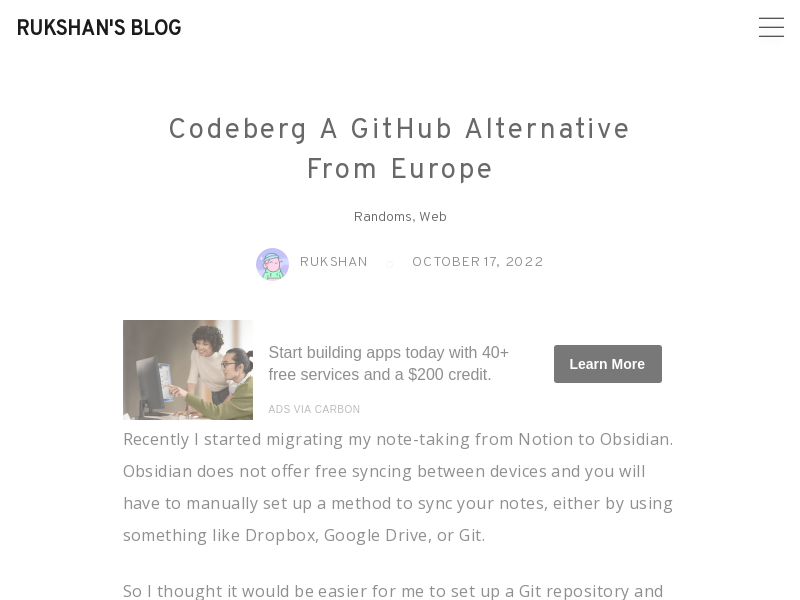 RUKSHAN'S BLOG
Codeberg A GitHub Alternative
From Europe
Randoms, Web
RUKSHAN
OCTOBER 17, 2022
Start building apps today with 40+
free services and a $200 credit.
Learn More
ADS VIA CARBON
Recently I started migrating my note-taking from Notion to Obsidian.
Obsidian does not offer free syncing between devices and you will
have to manually set up a method to sync your notes, either by using
something like Dropbox, Google Drive, or Git.
So I thought it would be easier for me to set up a Git repository and